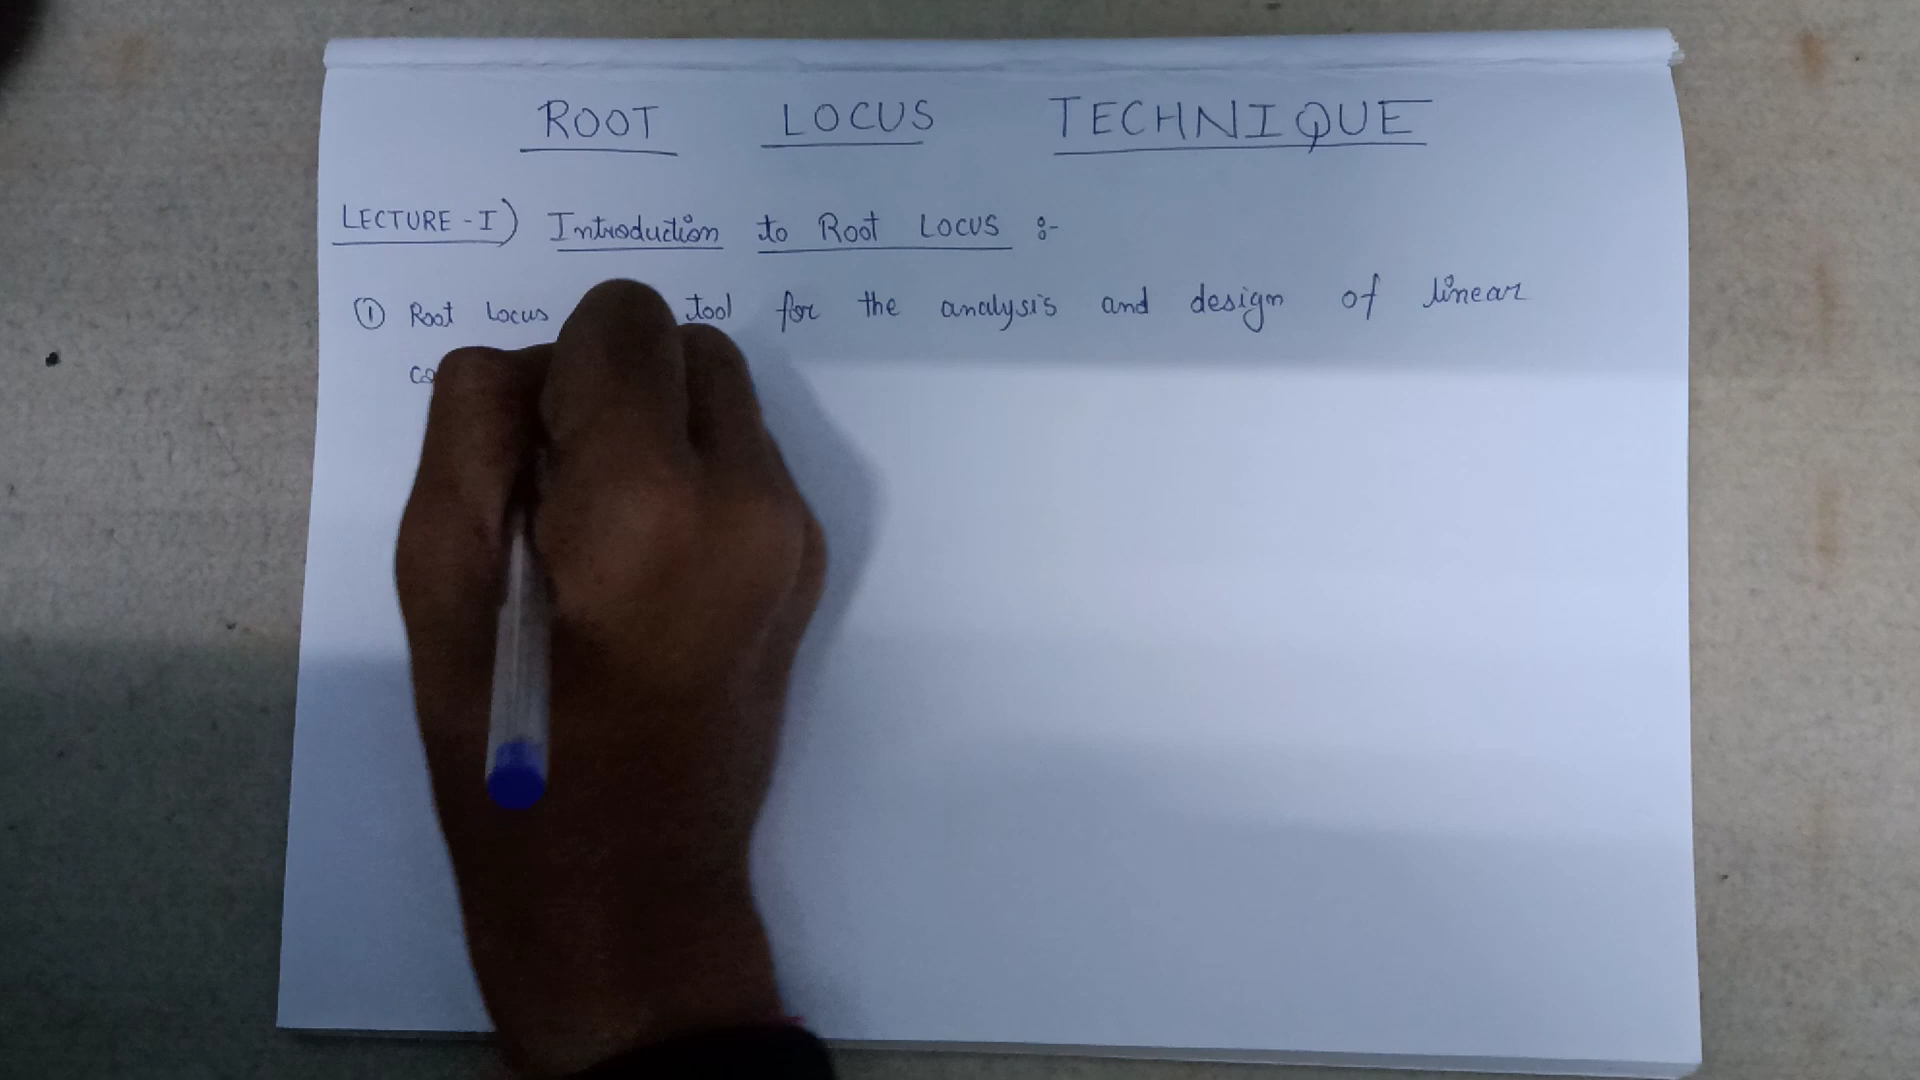 ROOT LOCUS TECHNIQUE
LECTURE-I) Introduction to Root Locus :-
① Root Locus tool for the analysis and design of linear